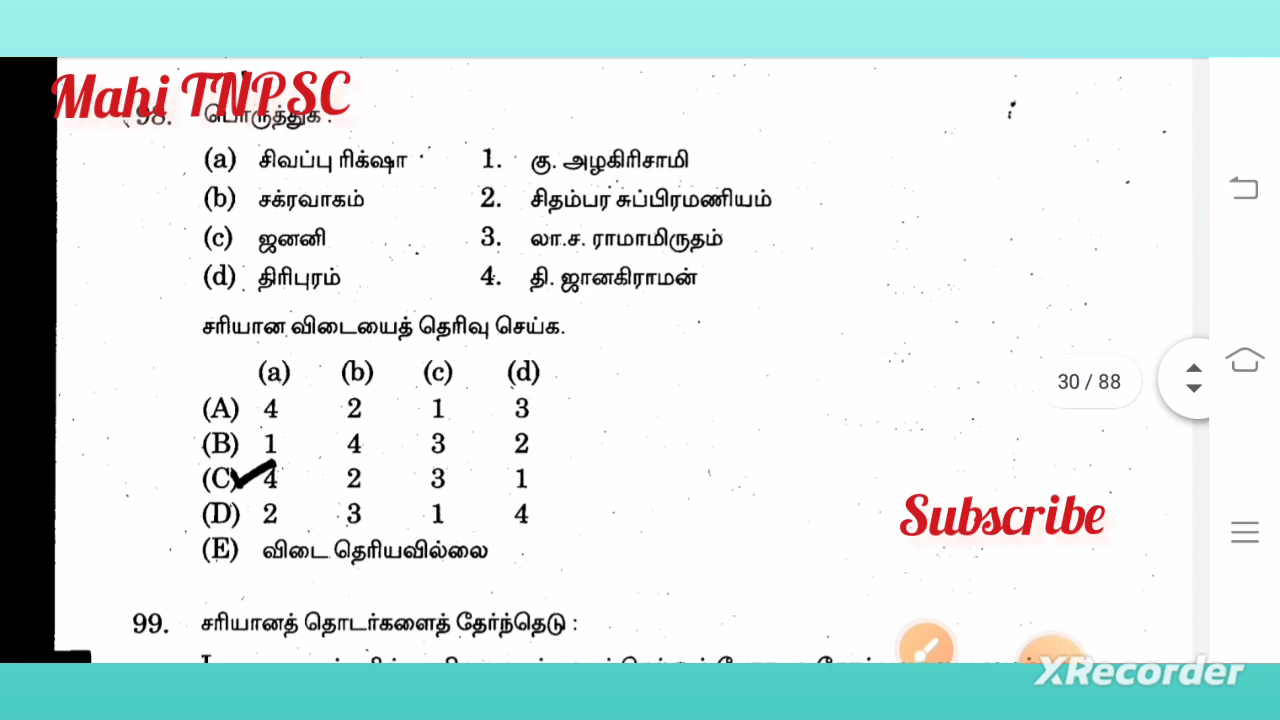 Mahi TNPSC
98. பொருத்துக :
(a) சிவப்பு ரிக்‌ஷா 1. கு. அழகிரிசாமி
(b) சக்ரவாகம் 2. சிதம்பர சுப்பிரமணியம்
(c) ஜனனி 3. லா.ச. ராமாமிருதம்
(d) திரிபுரம் 4. தி. ஜானகிராமன்
சரியான விடையைத் தெரிவு செய்க.
(a) (b) (c) (d)
(A) 4 2 1 3
(B) 1 4 3 2
(C) 4 2 3 1
(D) 2 3 1 4
(E) விடை தெரியவில்லை
30 / 88
Subscribe
99. சரியானத் தொடர்களைத் தேர்ந்தெடு :
XRecorder